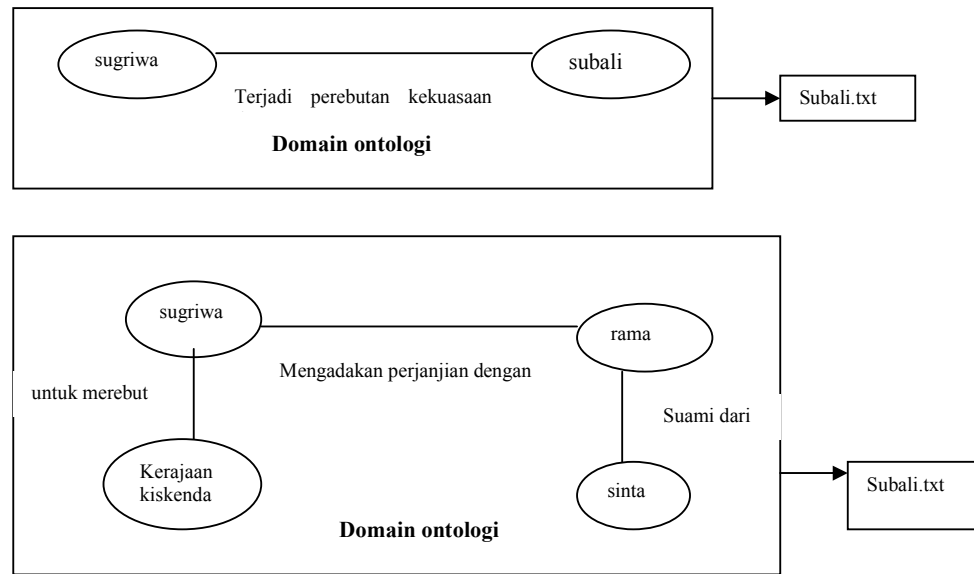 sugriwa
subali
Terjadi perebutan kekuasaan
Domain ontologi
Subali.txt
sugriwa
rama
Mengadakan perjanjian dengan
untuk merebut
Suami dari
Kerajaan
kiskenda
sinta
Subali.txt
Domain ontologi